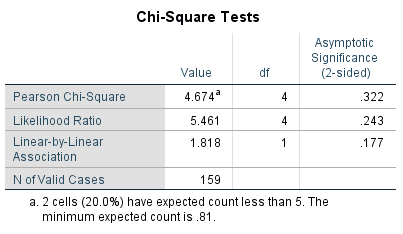 Chi-Square Tests
Value df Asymptotic Significance (2-sided)
Pearson Chi-Square 4.674a 4 .322
Likelihood Ratio 5.461 4 .243
Linear-by-Linear Association 1.818 1 .177
N of Valid Cases 159
a. 2 cells (20.0%) have expected count less than 5. The
minimum expected count is .81.